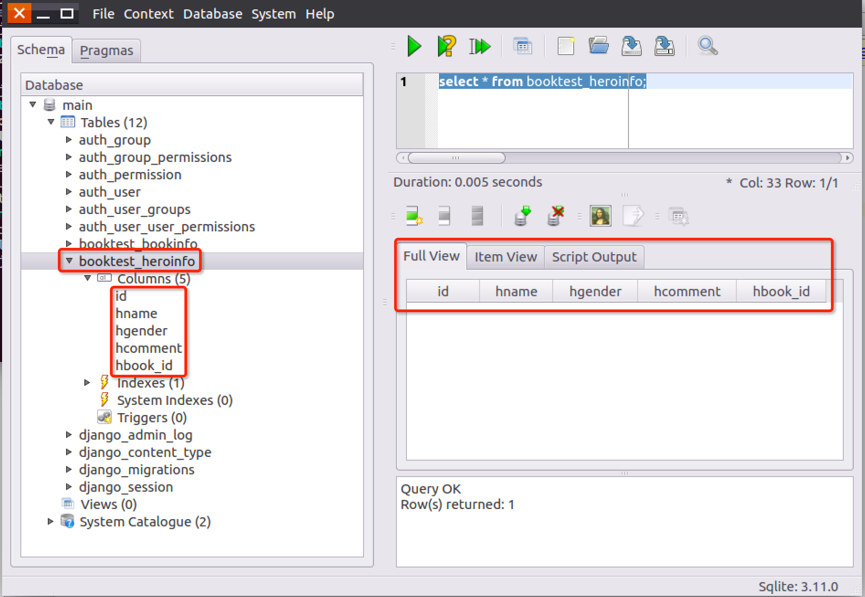 File Context Database System Help
Schema Pragmas
Database
main
Tables (12)
auth_group
auth_group_permissions
auth_permission
auth_user
auth_user_groups
auth_user_user_permissions
booktest_bookinfo
booktest_heroinfo
Columns (5)
id
hname
hgender
hcomment
hbook_id
Indexes (1)
System Indexes (0)
Triggers (0)
django_admin_log
django_content_type
django_migrations
django_session
Views (0)
System Catalogue (2)
1 select * from booktest_heroinfo;
Duration: 0.005 seconds * Col: 33 Row: 1/1
Full View Item View Script Output
id hname hgender hcomment hbook_id
Query OK
Row(s) returned: 1
Sqlite: 3.11.0